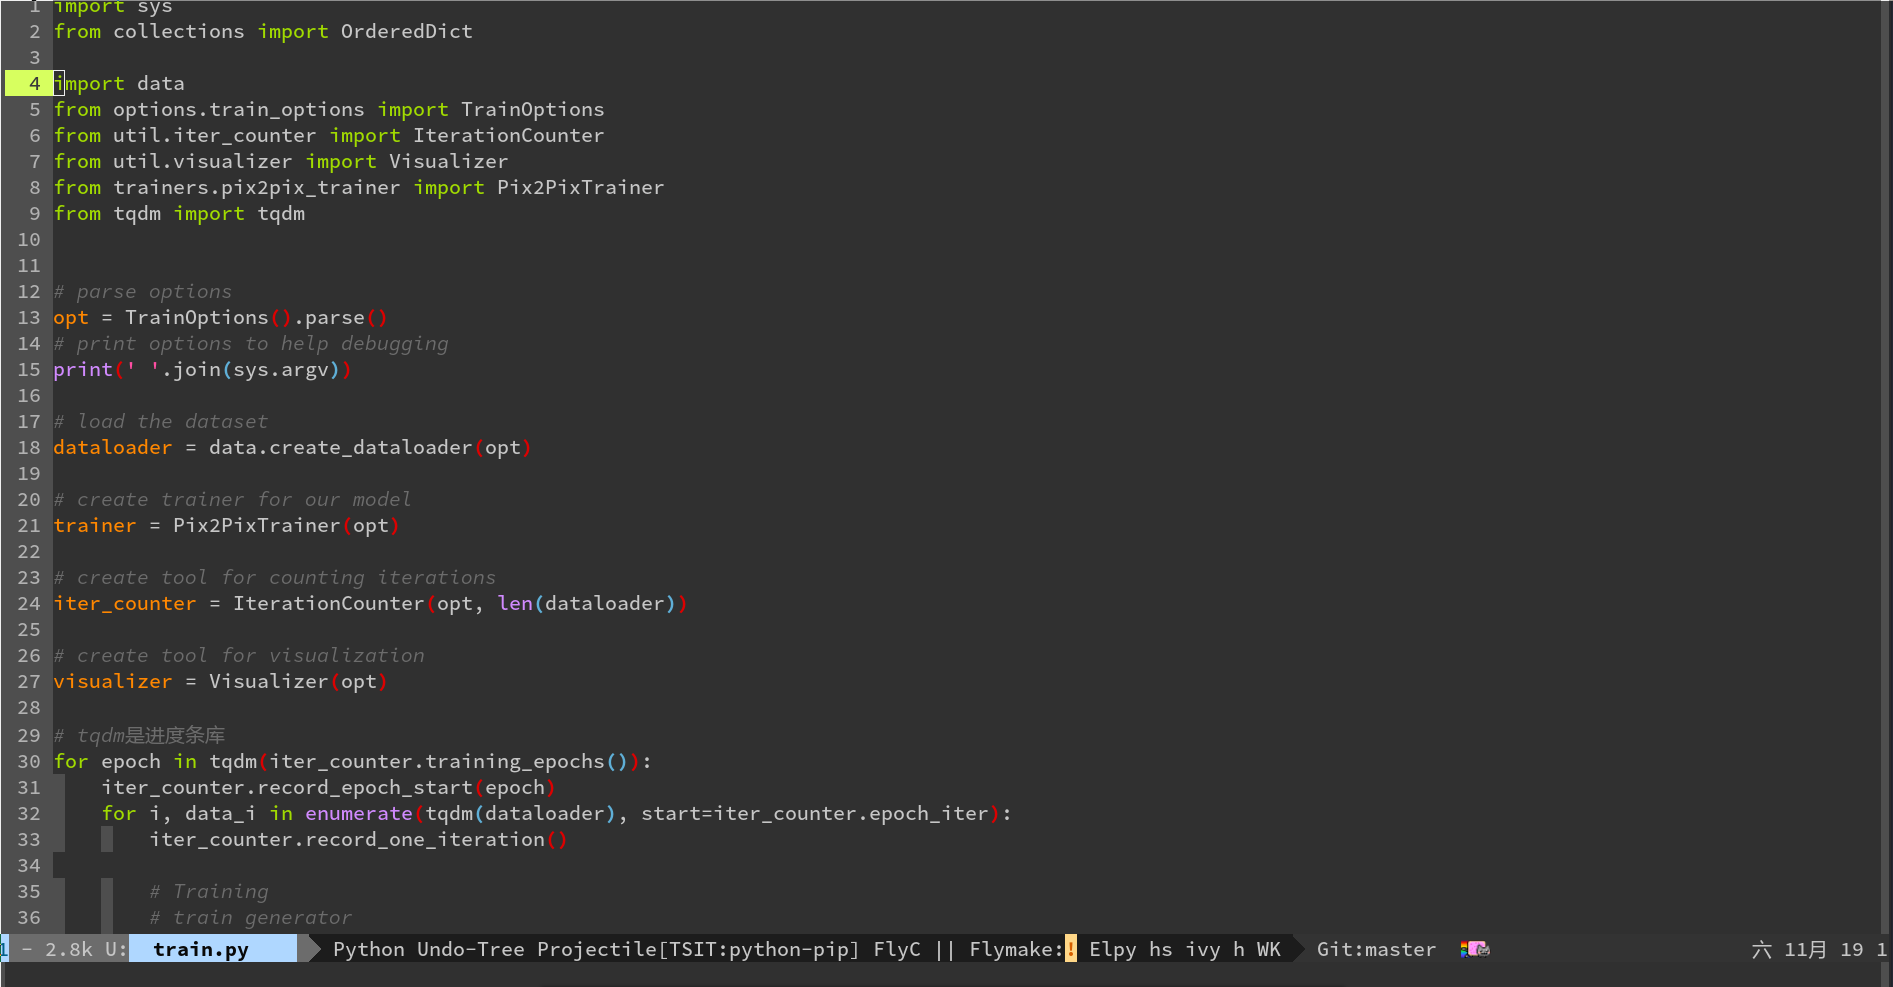 1 import sys
2 from collections import OrderedDict
3
4 import data
5 from options.train_options import TrainOptions
6 from util.iter_counter import IterationCounter
7 from util.visualizer import Visualizer
8 from trainers.pix2pix_trainer import Pix2PixTrainer
9 from tqdm import tqdm
10
11
12 # parse options
13 opt = TrainOptions().parse()
14 # print options to help debugging
15 print(' '.join(sys.argv))
16
17 # load the dataset
18 dataloader = data.create_dataloader(opt)
19
20 # create trainer for our model
21 trainer = Pix2PixTrainer(opt)
22
23 # create tool for counting iterations
24 iter_counter = IterationCounter(opt, len(dataloader))
25
26 # create tool for visualization
27 visualizer = Visualizer(opt)
28
29 # tqdm是进度条库
30 for epoch in tqdm(iter_counter.training_epochs()):
31     iter_counter.record_epoch_start(epoch)
32     for i, data_i in enumerate(tqdm(dataloader), start=iter_counter.epoch_iter):
33         iter_counter.record_one_iteration()
34
35         # Training
36         # train generator
1 - 2.8k U: train.py Python Undo-Tree Projectile[TSIT:python-pip] FlyC || Flymake:! Elpy hs ivy h WK Git:master 六 11月 19 1